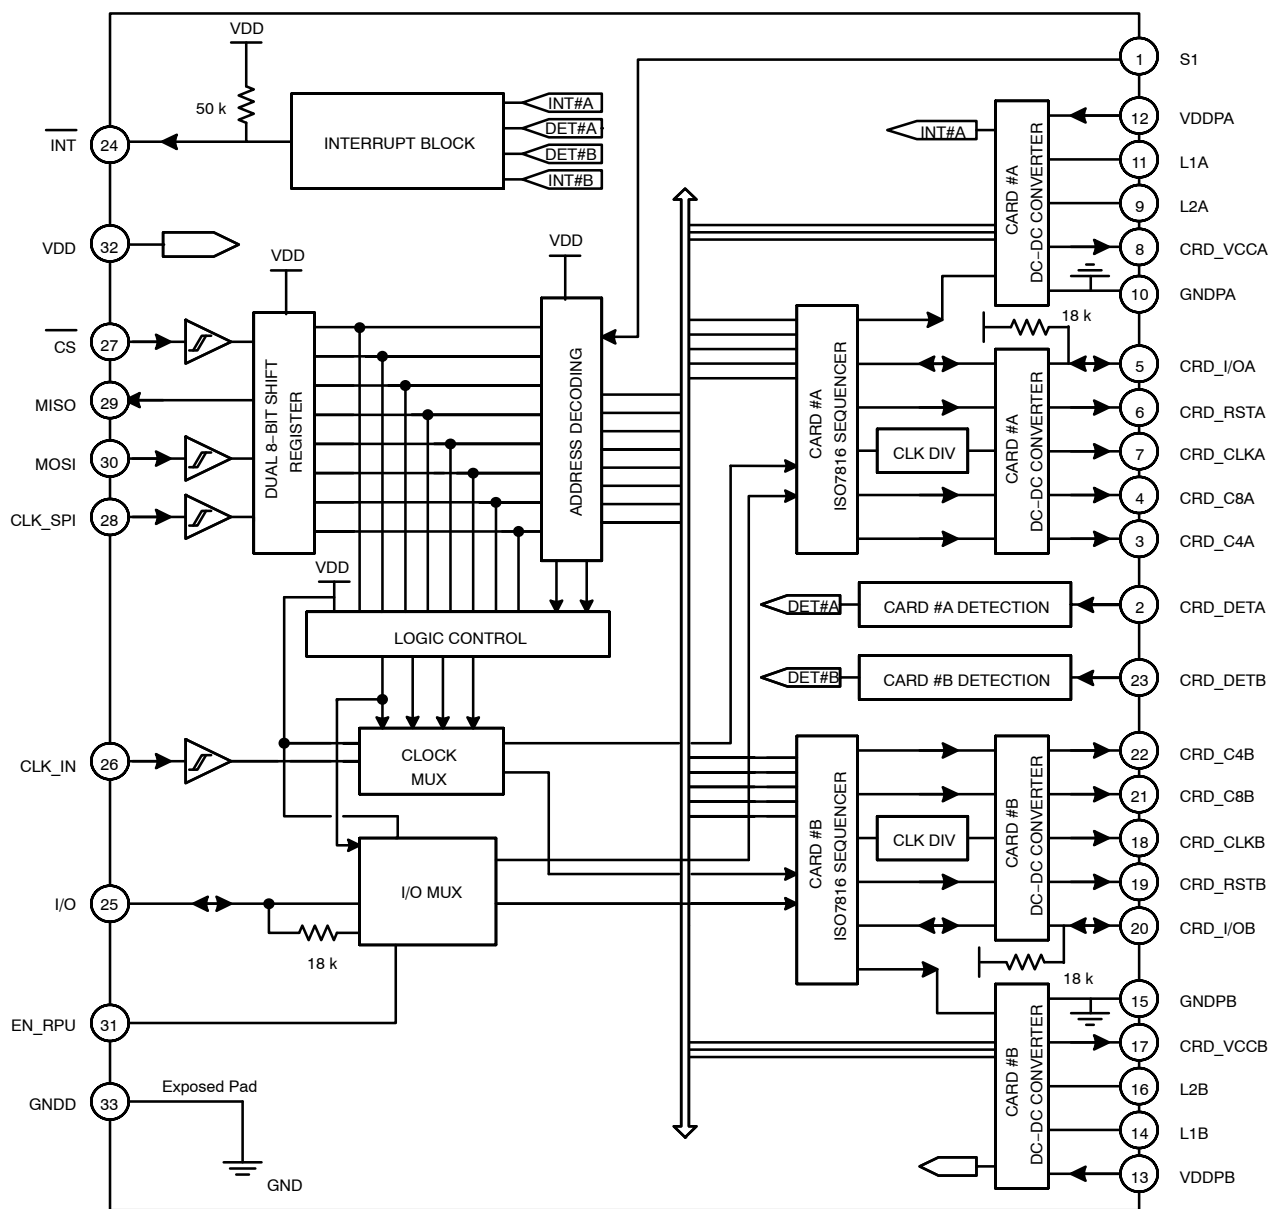 VDD
1
S1
50 k
INT
24
INTERRUPT BLOCK
INT#A
DET#A
DET#B
INT#B
INT#A
CARD #A
DC-DC CONVERTER
12
VDDPA
11
L1A
9
L2A
8
CRD_VCCA
10
GNDPA
VDD
32
VDD
VDD
CS
27
MISO
29
MOSI
30
CLK_SPI
28
DUAL 8-BIT SHIFT
REGISTER
ADDRESS DECODING
CARD #A
ISO7816 SEQUENCER
CLK DIV
18 k
CARD #A
DC-DC CONVERTER
5
CRD_I/OA
6
CRD_RSTA
7
CRD_CLKA
4
CRD_C8A
3
CRD_C4A
VDD
LOGIC CONTROL
DET#A
CARD #A DETECTION
2
CRD_DETA
DET#B
CARD #B DETECTION
23
CRD_DETB
CLK_IN
26
CLOCK
MUX
CARD #B
ISO7816 SEQUENCER
CLK DIV
CARD #B
DC-DC CONVERTER
22
CRD_C4B
21
CRD_C8B
18
CRD_CLKB
19
CRD_RSTB
20
CRD_I/OB
I/O
25
18 k
I/O MUX
18 k
EN_RPU
31
GNDD
33
Exposed Pad
GND
CARD #B
DC-DC CONVERTER
15
GNDPB
17
CRD_VCCB
16
L2B
14
L1B
13
VDDPB